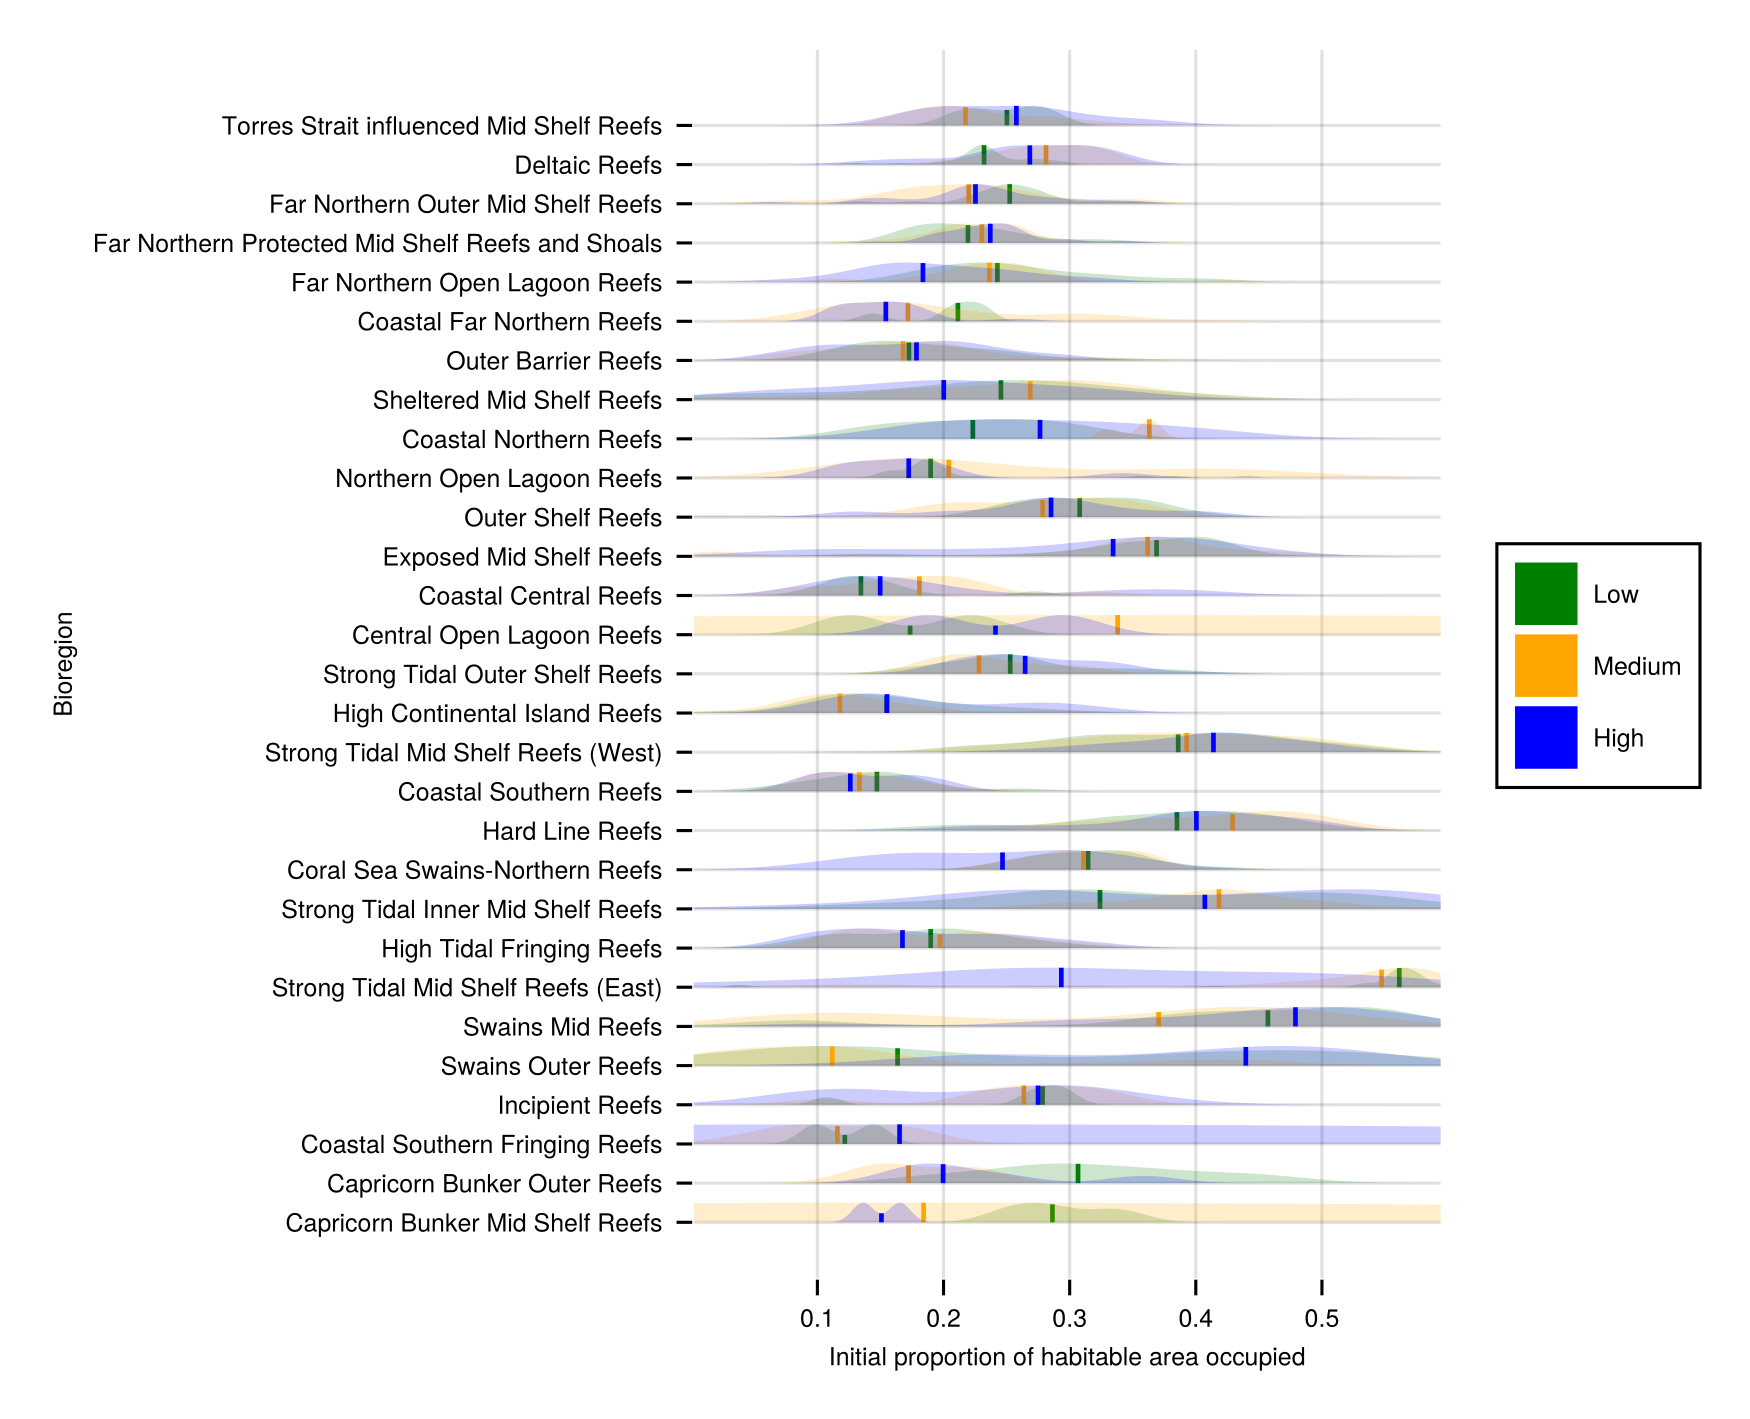 Torres Strait influenced Mid Shelf Reefs
Deltaic Reefs
Far Northern Outer Mid Shelf Reefs
Far Northern Protected Mid Shelf Reefs and Shoals
Far Northern Open Lagoon Reefs
Coastal Far Northern Reefs
Outer Barrier Reefs
Sheltered Mid Shelf Reefs
Coastal Northern Reefs
Northern Open Lagoon Reefs
Outer Shelf Reefs
Exposed Mid Shelf Reefs
Coastal Central Reefs
Central Open Lagoon Reefs
Strong Tidal Outer Shelf Reefs
High Continental Island Reefs
Strong Tidal Mid Shelf Reefs (West)
Coastal Southern Reefs
Hard Line Reefs
Coral Sea Swains-Northern Reefs
Strong Tidal Inner Mid Shelf Reefs
High Tidal Fringing Reefs
Strong Tidal Mid Shelf Reefs (East)
Swains Mid Reefs
Swains Outer Reefs
Incipient Reefs
Coastal Southern Fringing Reefs
Capricorn Bunker Outer Reefs
Capricorn Bunker Mid Shelf Reefs
Bioregion
0.1 0.2 0.3 0.4 0.5
Initial proportion of habitable area occupied
Low
Medium
High